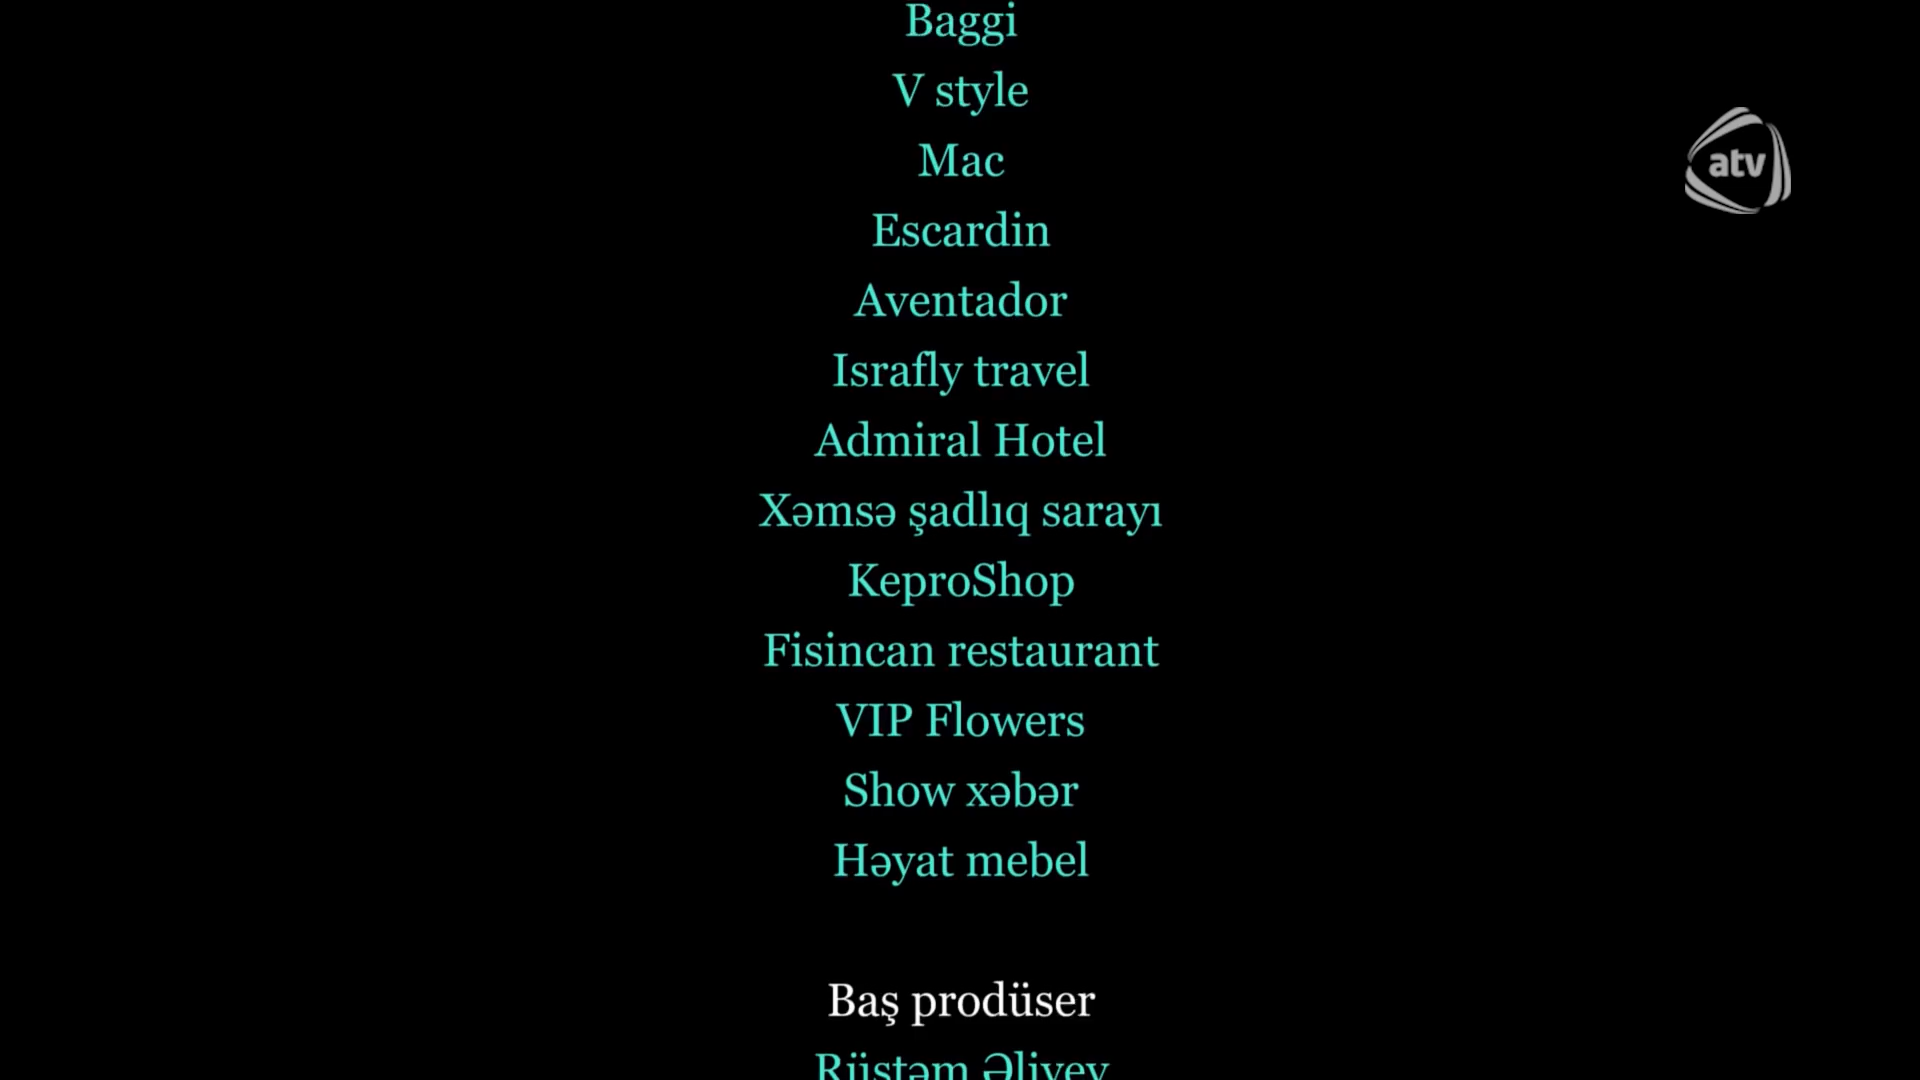 Baggi
V style
Mac
atv
Escardin
Aventador
Israfly travel
Admiral Hotel
Xəmsə şadlıq sarayı
KeproShop
Fisincan restaurant
VIP Flowers
Show xəbər
Həyat mebel
Baş prodüser
Rüstəm Əliyev